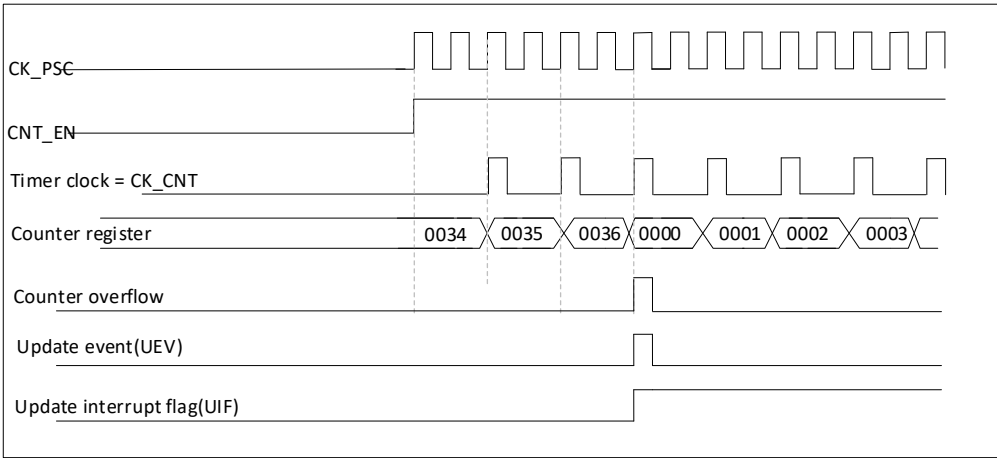 CK_PSC
CNT_EN
Timer clock = CK_CNT
Counter register 0034 0035 0036 0000 0001 0002 0003
Counter overflow
Update event(UEV)
Update interrupt flag(UIF)